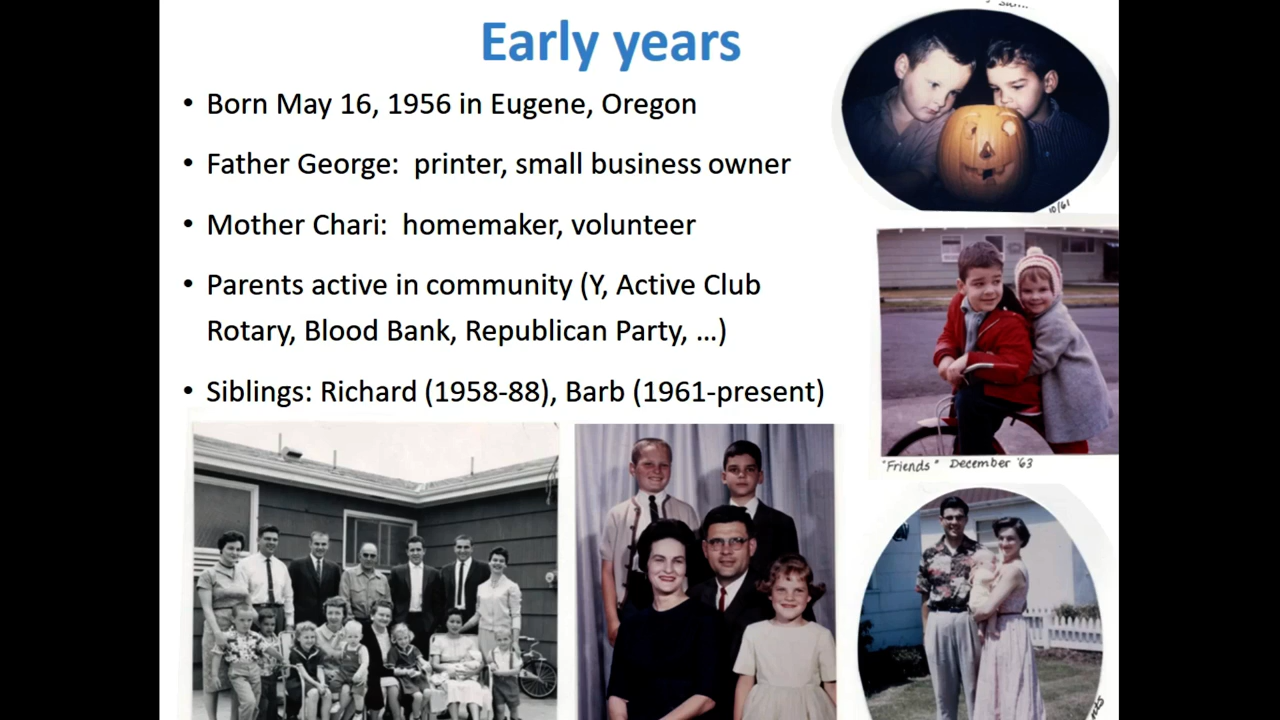 Early years
• Born May 16, 1956 in Eugene, Oregon
• Father George:  printer, small business owner
• Mother Chari:  homemaker, volunteer
• Parents active in community (Y, Active Club
Rotary, Blood Bank, Republican Party, …)
• Siblings: Richard (1958-88), Barb (1961-present)
10/61
"Friends" December '63